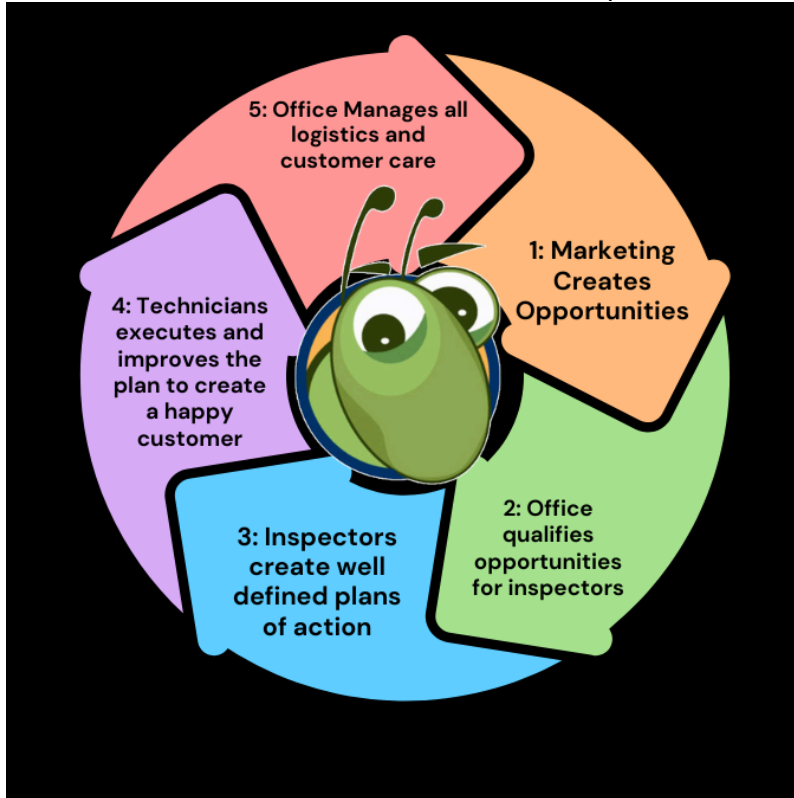 1: Marketing
Creates
Opportunities
2: Office
qualifies
opportunities
for inspectors
3: Inspectors
create well
defined plans
of action
4: Technicians
executes and
improves the
plan to create
a happy
customer
5: Office Manages all
logistics and
customer care